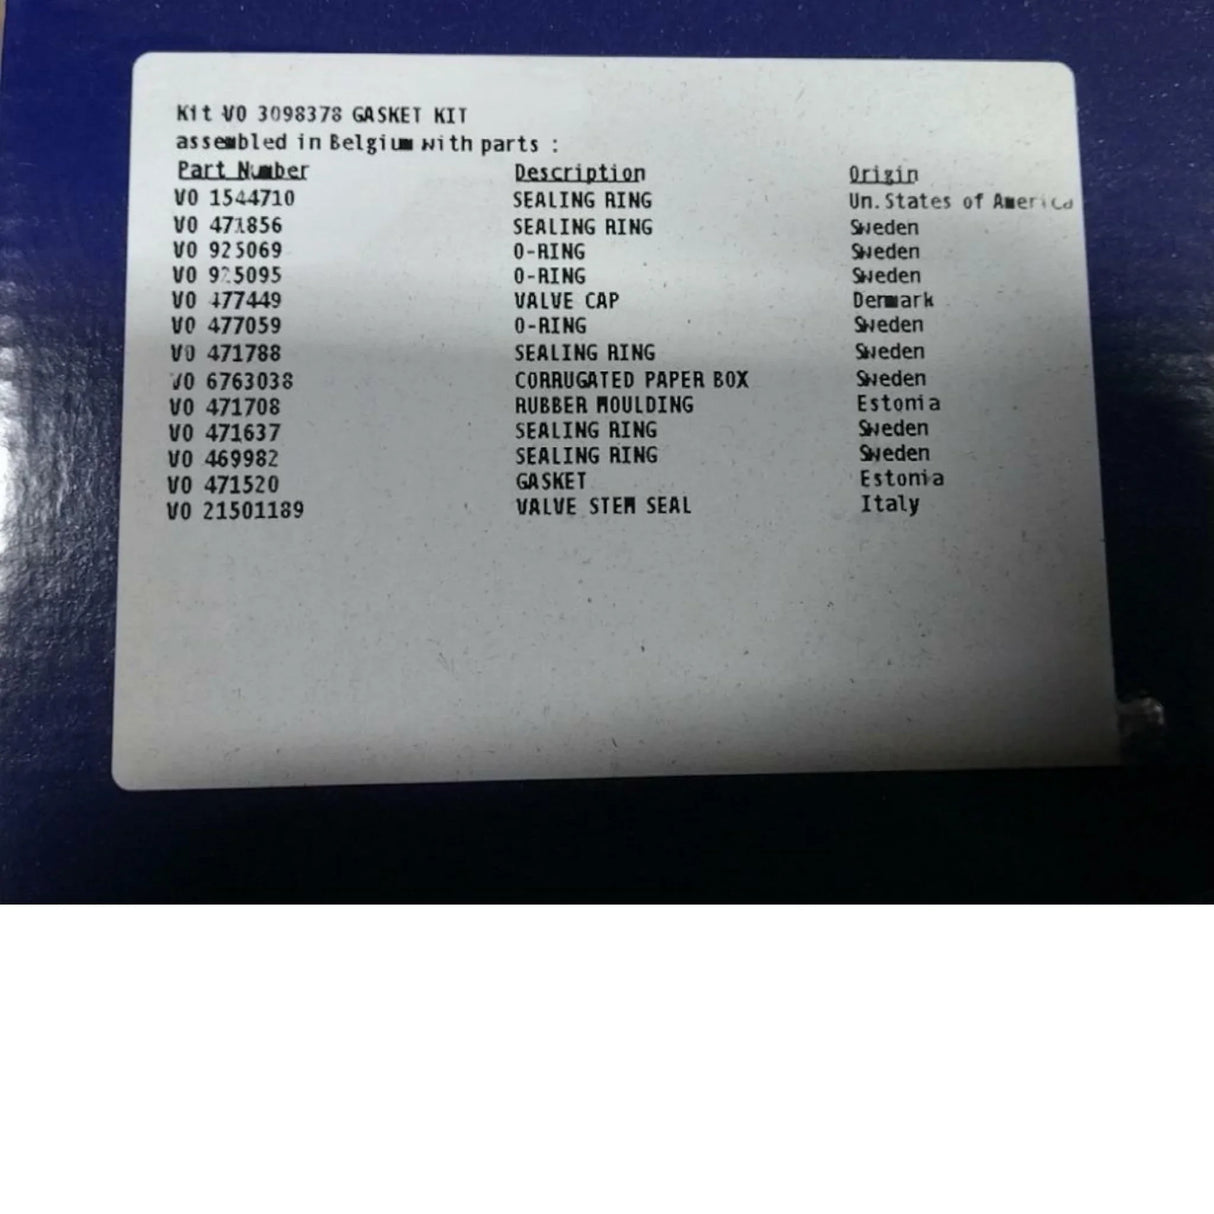 Kit VO 3098378 GASKET KIT
assembled in Belgium with parts :
Part Number Description Origin
VO 1544710 SEALING RING Un.States of America
VO 471856 SEALING RING Sweden
VO 925069 O-RING Sweden
VO 925095 O-RING Sweden
VO 477449 VALVE CAP Denmark
VO 477059 O-RING Sweden
VO 471788 SEALING RING Sweden
VO 6763038 CORRUGATED PAPER BOX Sweden
VO 471708 RUBBER MOULDING Estonia
VO 471637 SEALING RING Sweden
VO 469982 SEALING RING Sweden
VO 471520 GASKET Estonia
VO 21501189 VALVE STEM SEAL Italy